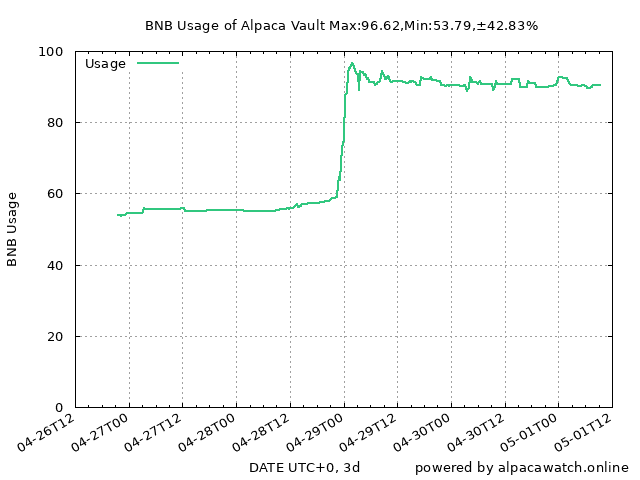 BNB Usage of Alpaca Vault Max:96.62,Min:53.79,±42.83%
Usage
100
80
60
40
20
0
BNB Usage
04-26T12
04-27T00
04-27T12
04-28T00
04-28T12
04-29T00
04-29T12
04-30T00
04-30T12
05-01T00
05-01T12
DATE UTC+0, 3d
powered by alpacawatch.online